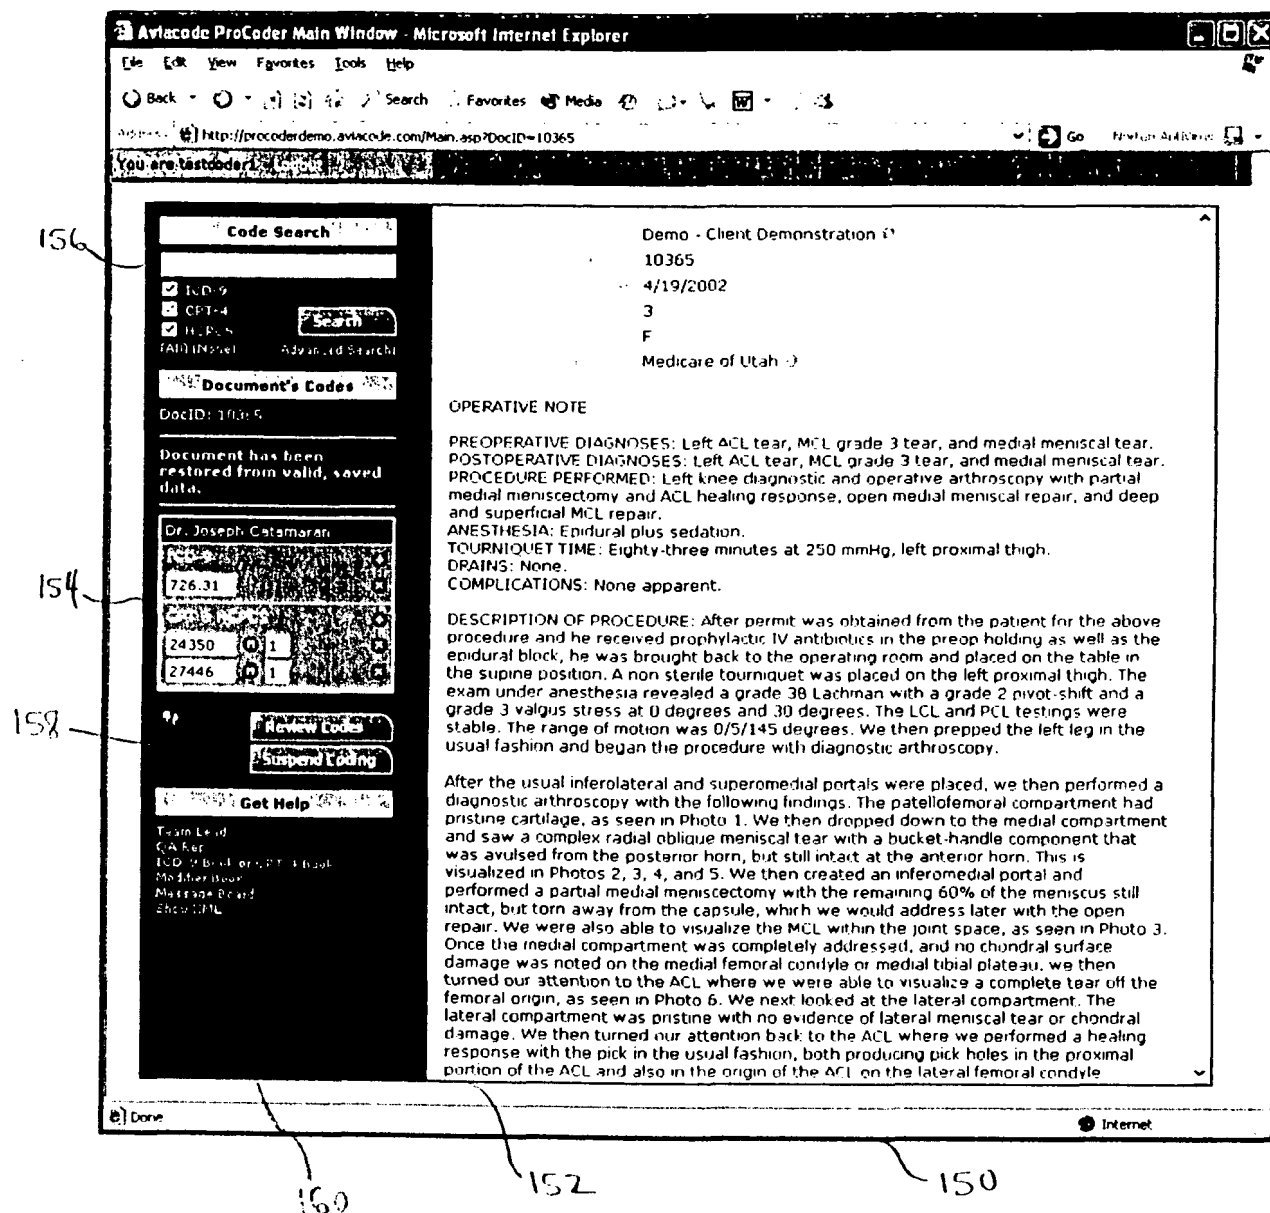 Aviacode ProCoder Main Window - Microsoft Internet Explorer
File Edit View Favorites Tools Help
Back Search Favorites Media
Address http://procoderdemo.aviacode.com/Main.asp?DocID=10365 Go Norton AntiVirus
You are testcoder1
156
Code Search
ICD-9
CPT-4
HCPCS
Search
(All) (None) Advanced Search
Document's Codes
DocID: 10365
Document has been
restored from valid, saved
data.
Dr. Joseph Catamaran
154
726.31
24350 1
27446 1
158
Review Codes
Suspend Coding
Get Help
Team Lead
QA Rep
ICD-9 Book or CPT-4 Book
Modifier Book
Message Board
Show UML
Demo - Client Demonstration
10365
4/19/2002
3
F
Medicare of Utah
OPERATIVE NOTE
PREOPERATIVE DIAGNOSES: Left ACL tear, MCL grade 3 tear, and medial meniscal tear.
POSTOPERATIVE DIAGNOSES: Left ACL tear, MCL grade 3 tear, and medial meniscal tear.
PROCEDURE PERFORMED: Left knee diagnostic and operative arthroscopy with partial
medial meniscectomy and ACL healing response, open medial meniscal repair, and deep
and superficial MCL repair.
ANESTHESIA: Epidural plus sedation.
TOURNIQUET TIME: Eighty-three minutes at 250 mmHg, left proximal thigh.
DRAINS: None.
COMPLICATIONS: None apparent.
DESCRIPTION OF PROCEDURE: After permit was obtained from the patient for the above
procedure and he received prophylactic IV antibiotics in the preop holding as well as the
epidural block, he was brought back to the operating room and placed on the table in
the supine position. A non sterile tourniquet was placed on the left proximal thigh. The
exam under anesthesia revealed a grade 3B Lachman with a grade 2 pivot-shift and a
grade 3 valgus stress at 0 degrees and 30 degrees. The LCL and PCL testings were
stable. The range of motion was 0/5/145 degrees. We then prepped the left leg in the
usual fashion and began the procedure with diagnostic arthroscopy.
After the usual inferolateral and superomedial portals were placed, we then performed a
diagnostic arthroscopy with the following findings. The patellofemoral compartment had
pristine cartilage, as seen in Photo 1. We then dropped down to the medial compartment
and saw a complex radial oblique meniscal tear with a bucket-handle component that
was avulsed from the posterior horn, but still intact at the anterior horn. This is
visualized in Photos 2, 3, 4, and 5. We then created an inferomedial portal and
performed a partial medial meniscectomy with the remaining 60% of the meniscus still
intact, but torn away from the capsule, which we would address later with the open
repair. We were also able to visualize the MCL within the joint space, as seen in Photo 3.
Once the medial compartment was completely addressed, and no chondral surface
damage was noted on the medial femoral condyle or medial tibial plateau, we then
turned our attention to the ACL where we were able to visualize a complete tear off the
femoral origin, as seen in Photo 6. We next looked at the lateral compartment. The
lateral compartment was pristine with no evidence of lateral meniscal tear or chondral
damage. We then turned our attention back to the ACL where we performed a healing
response with the pick in the usual fashion, both producing pick holes in the proximal
portion of the ACL and also in the origin of the ACL on the lateral femoral condyle
Done Internet
160 152 150